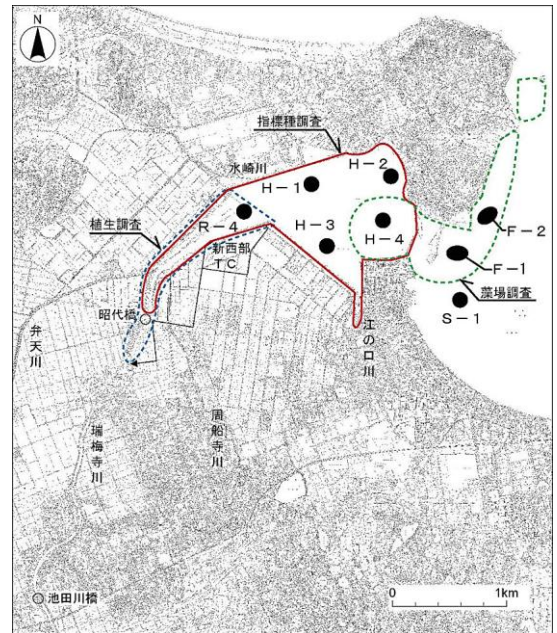 N
指標種調査
水崎川
H-2
H-1
植生調査
R-4
F-2
H-3
H-4
新西部
TC
F-1
藻場調査
昭代橋
S-1
弁天川
江の口川
周船寺川
瑞梅寺川
池田川橋
0 1km